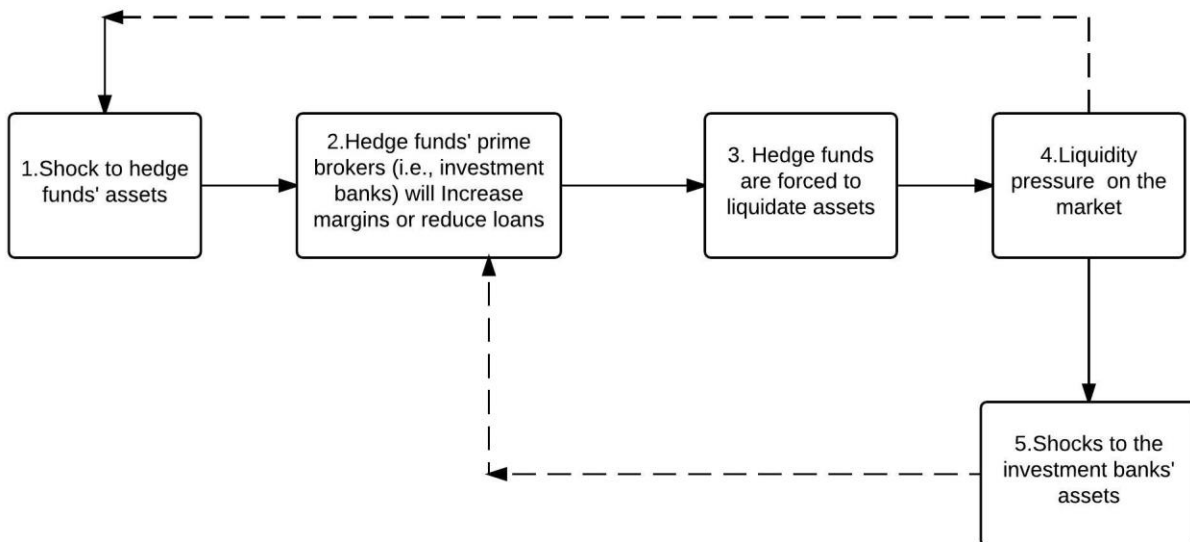 1.Shock to hedge
funds' assets
2.Hedge funds' prime
brokers (i.e., investment
banks) will Increase
margins or reduce loans
3. Hedge funds
are forced to
liquidate assets
4.Liquidity
pressure on the
market
5.Shocks to the
investment banks'
assets